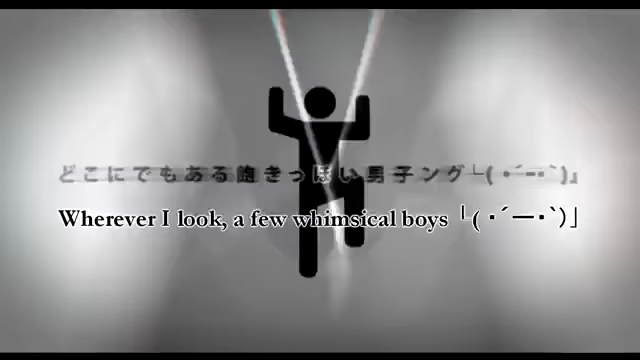 どこにでもある飽きっぽい男子ング└( ・´ー・`)」
Wherever I look, a few whimsical boys「( ・´ー・`)」